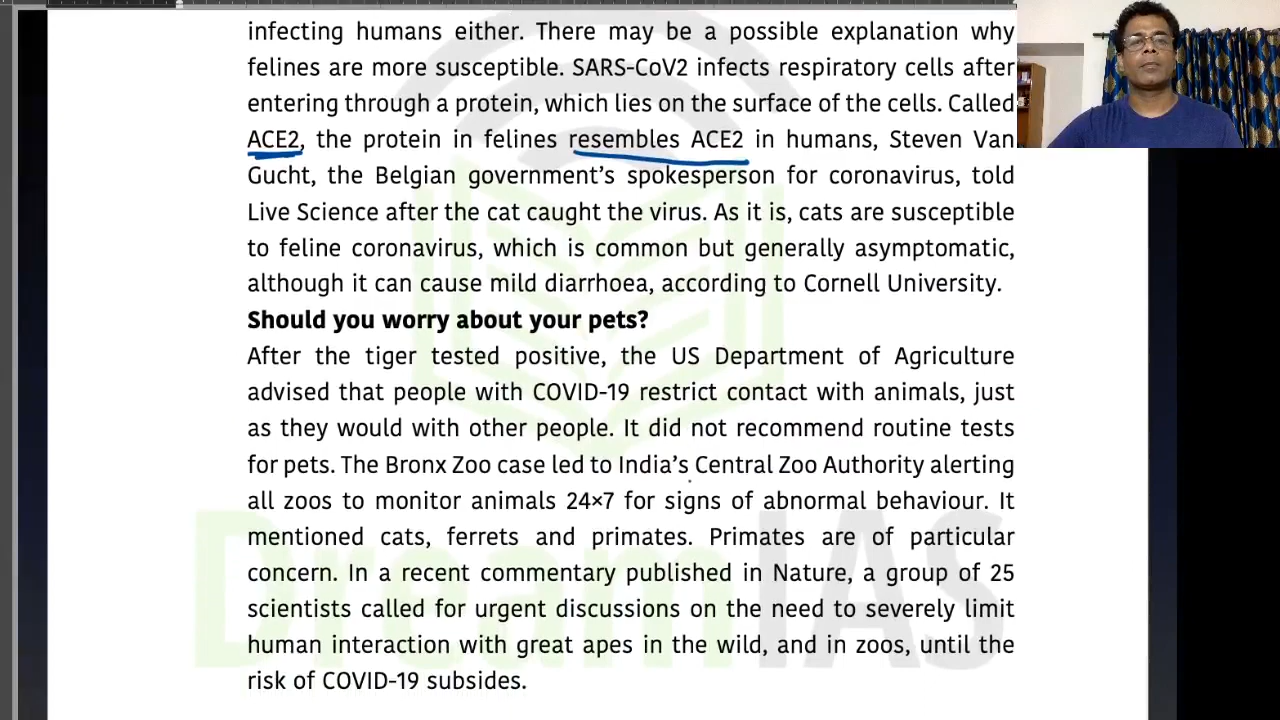 infecting humans either. There may be a possible explanation why
felines are more susceptible. SARS-CoV2 infects respiratory cells after
entering through a protein, which lies on the surface of the cells. Called
ACE2, the protein in felines resembles ACE2 in humans, Steven Van
Gucht, the Belgian government's spokesperson for coronavirus, told
Live Science after the cat caught the virus. As it is, cats are susceptible
to feline coronavirus, which is common but generally asymptomatic,
although it can cause mild diarrhoea, according to Cornell University.
Should you worry about your pets?
After the tiger tested positive, the US Department of Agriculture
advised that people with COVID-19 restrict contact with animals, just
as they would with other people. It did not recommend routine tests
for pets. The Bronx Zoo case led to India's Central Zoo Authority alerting
all zoos to monitor animals 24×7 for signs of abnormal behaviour. It
mentioned cats, ferrets and primates. Primates are of particular
concern. In a recent commentary published in Nature, a group of 25
scientists called for urgent discussions on the need to severely limit
human interaction with great apes in the wild, and in zoos, until the
risk of COVID-19 subsides.
DreamIAS